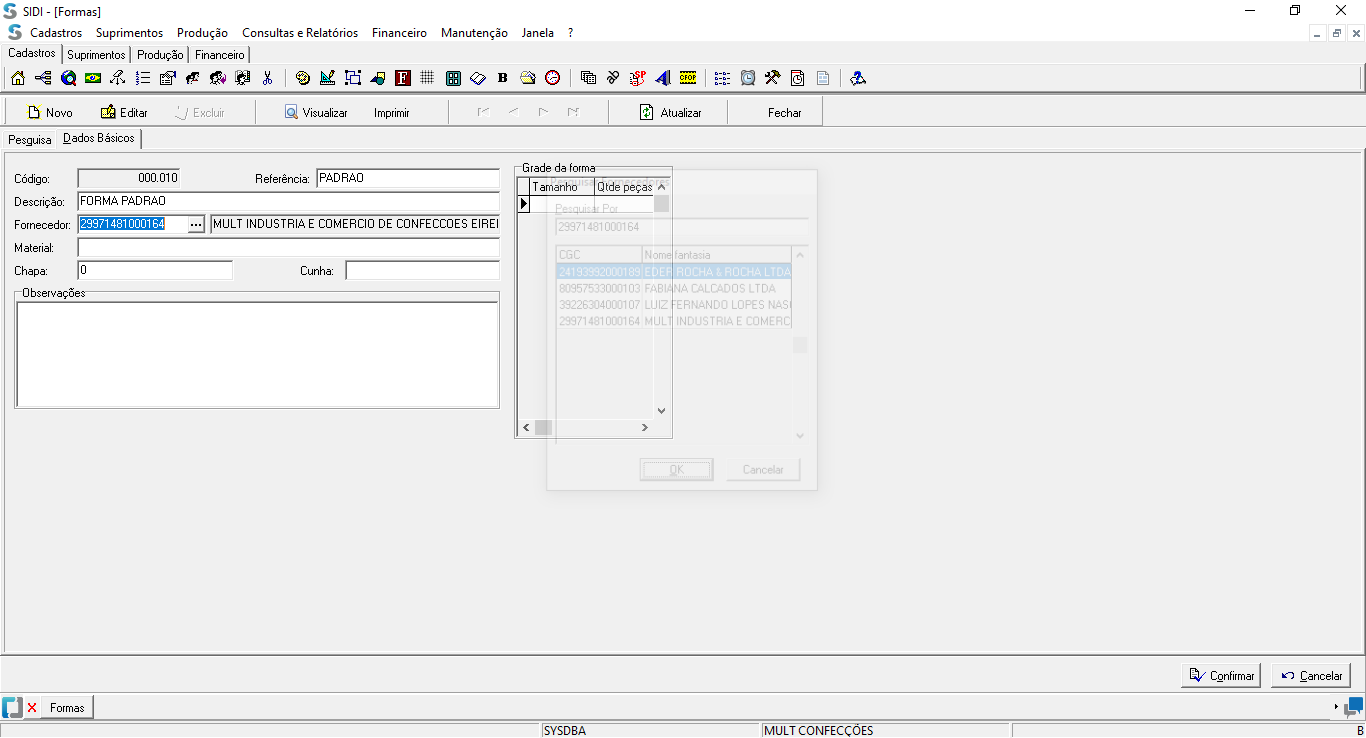 SIDI - [Formas]
Cadastros Suprimentos Produção Consultas e Relatórios Financeiro Manutenção Janela ?
Cadastros Suprimentos Produção Financeiro
F B SP CFOP
Novo Editar Excluir Visualizar Imprimir Atualizar Fechar
Pesquisa Dados Básicos
Código: 000.010 Referência: PADRAO
Descrição: FORMA PADRAO
Fornecedor: 29971481000164 ... MULT INDUSTRIA E COMERCIO DE CONFECCOES EIREI
Material:
Chapa: 0 Cunha:
Observações
Grade da forma
Tamanho Qtde peças
Pesquisar Fornecedores
Pesquisar Por
29971481000164
CGC Nome fantasia
24193992000189 EDER ROCHA & ROCHA LTDA
80957533000103 FABIANA CALCADOS LTDA
39226304000107 LUIZ FERNANDO LOPES NAS
29971481000164 MULT INDUSTRIA E COMERC
OK Cancelar
Confirmar Cancelar
Formas
SYSDBA MULT CONFECÇÕES B